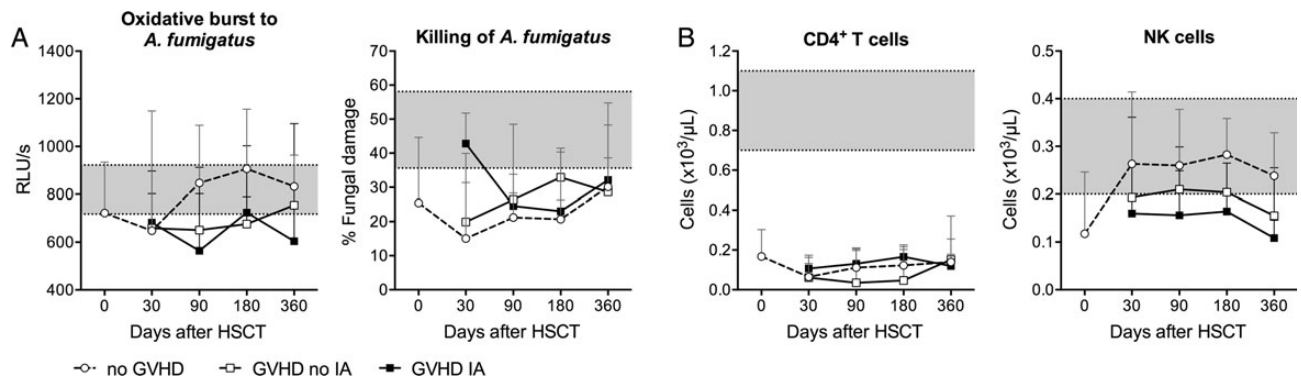 A
Oxidative burst to
A. fumigatus
RLU/s
1400
1200
1000
800
600
400
0 30 90 180 360
Days after HSCT
Killing of A. fumigatus
% Fungal damage
70
60
50
40
30
20
10
0
0 30 90 180 360
Days after HSCT
B
CD4+ T cells
Cells (x10³/µL)
1.2
1.0
0.8
0.6
0.4
0.2
0.0
0 30 90 180 360
Days after HSCT
NK cells
Cells (x10³/µL)
0.5
0.4
0.3
0.2
0.1
0.0
0 30 90 180 360
Days after HSCT
no GVHD GVHD no IA GVHD IA